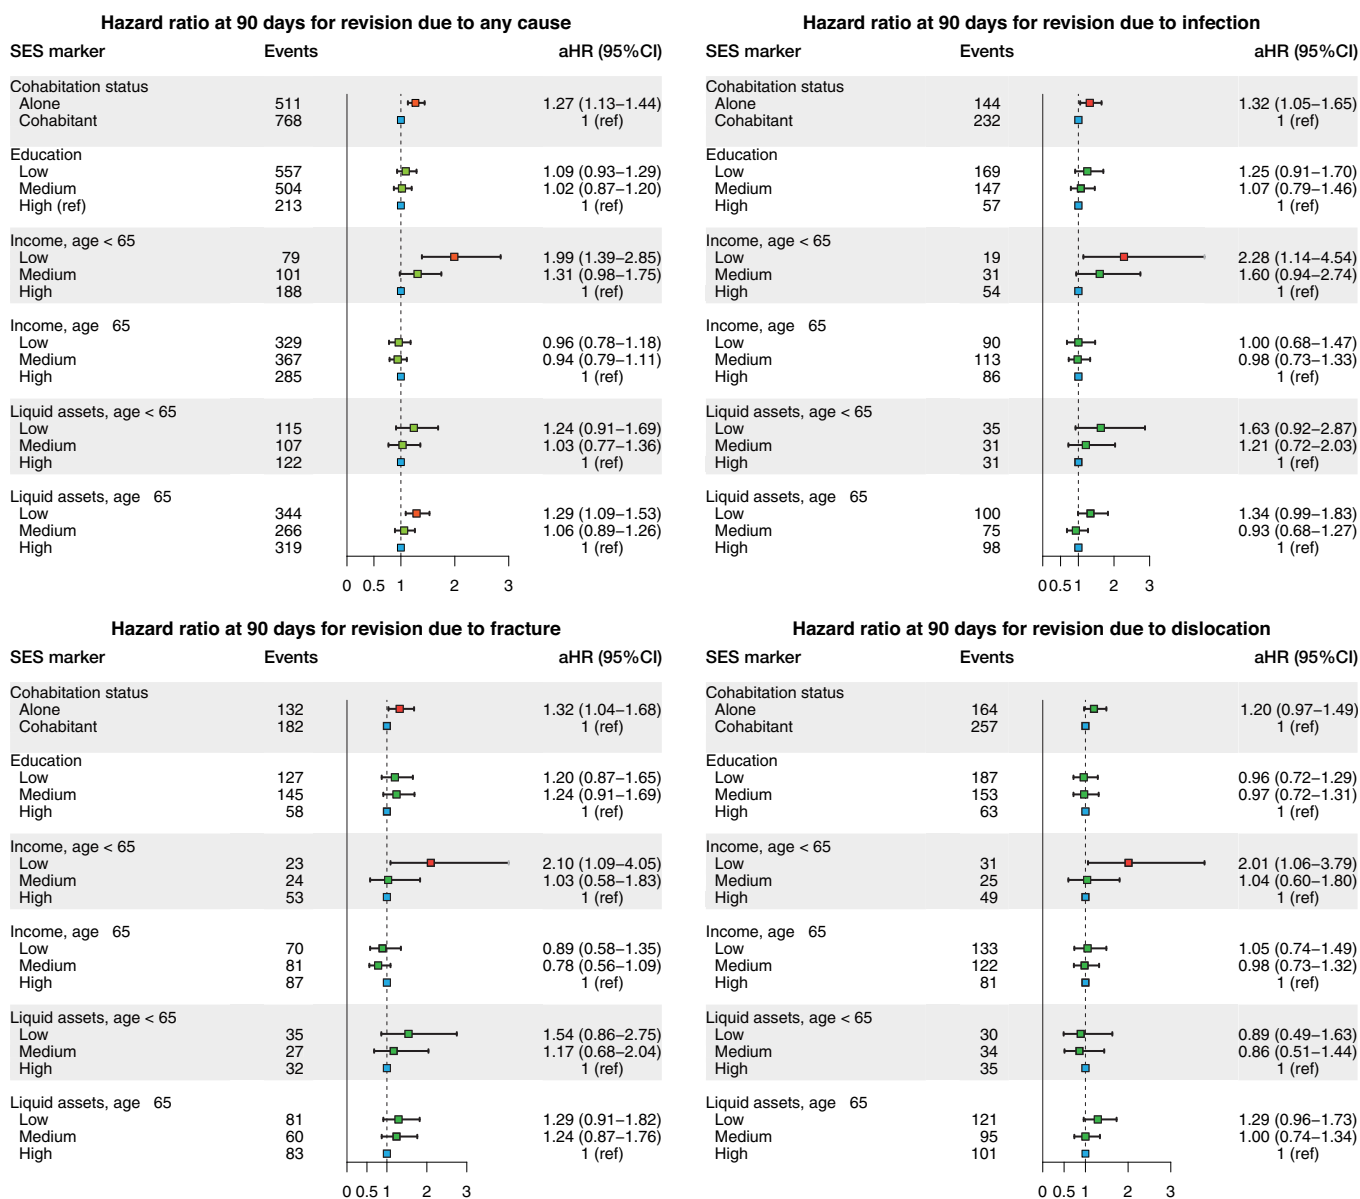 Hazard ratio at 90 days for revision due to any cause
SES marker Events aHR (95%CI)
Cohabitation status
Alone 511 1.27 (1.13–1.44)
Cohabitant 768 1 (ref)
Education
Low 557 1.09 (0.93–1.29)
Medium 504 1.02 (0.87–1.20)
High (ref) 213 1 (ref)
Income, age < 65
Low 79 1.99 (1.39–2.85)
Medium 101 1.31 (0.98–1.75)
High 188 1 (ref)
Income, age 65
Low 329 0.96 (0.78–1.18)
Medium 367 0.94 (0.79–1.11)
High 285 1 (ref)
Liquid assets, age < 65
Low 115 1.24 (0.91–1.69)
Medium 107 1.03 (0.77–1.36)
High 122 1 (ref)
Liquid assets, age 65
Low 344 1.29 (1.09–1.53)
Medium 266 1.06 (0.89–1.26)
High 319 1 (ref)
0 0.5 1 2 3
Hazard ratio at 90 days for revision due to infection
SES marker Events aHR (95%CI)
Cohabitation status
Alone 144 1.32 (1.05–1.65)
Cohabitant 232 1 (ref)
Education
Low 169 1.25 (0.91–1.70)
Medium 147 1.07 (0.79–1.46)
High 57 1 (ref)
Income, age < 65
Low 19 2.28 (1.14–4.54)
Medium 31 1.60 (0.94–2.74)
High 54 1 (ref)
Income, age 65
Low 90 1.00 (0.68–1.47)
Medium 113 0.98 (0.73–1.33)
High 86 1 (ref)
Liquid assets, age < 65
Low 35 1.63 (0.92–2.87)
Medium 31 1.21 (0.72–2.03)
High 31 1 (ref)
Liquid assets, age 65
Low 100 1.34 (0.99–1.83)
Medium 75 0.93 (0.68–1.27)
High 98 1 (ref)
0 0.5 1 2 3
Hazard ratio at 90 days for revision due to fracture
SES marker Events aHR (95%CI)
Cohabitation status
Alone 132 1.32 (1.04–1.68)
Cohabitant 182 1 (ref)
Education
Low 127 1.20 (0.87–1.65)
Medium 145 1.24 (0.91–1.69)
High 58 1 (ref)
Income, age < 65
Low 23 2.10 (1.09–4.05)
Medium 24 1.03 (0.58–1.83)
High 53 1 (ref)
Income, age 65
Low 70 0.89 (0.58–1.35)
Medium 81 0.78 (0.56–1.09)
High 87 1 (ref)
Liquid assets, age < 65
Low 35 1.54 (0.86–2.75)
Medium 27 1.17 (0.68–2.04)
High 32 1 (ref)
Liquid assets, age 65
Low 81 1.29 (0.91–1.82)
Medium 60 1.24 (0.87–1.76)
High 83 1 (ref)
0 0.5 1 2 3
Hazard ratio at 90 days for revision due to dislocation
SES marker Events aHR (95%CI)
Cohabitation status
Alone 164 1.20 (0.97–1.49)
Cohabitant 257 1 (ref)
Education
Low 187 0.96 (0.72–1.29)
Medium 153 0.97 (0.72–1.31)
High 63 1 (ref)
Income, age < 65
Low 31 2.01 (1.06–3.79)
Medium 25 1.04 (0.60–1.80)
High 49 1 (ref)
Income, age 65
Low 133 1.05 (0.74–1.49)
Medium 122 0.98 (0.73–1.32)
High 81 1 (ref)
Liquid assets, age < 65
Low 30 0.89 (0.49–1.63)
Medium 34 0.86 (0.51–1.44)
High 35 1 (ref)
Liquid assets, age 65
Low 121 1.29 (0.96–1.73)
Medium 95 1.00 (0.74–1.34)
High 101 1 (ref)
0 0.5 1 2 3